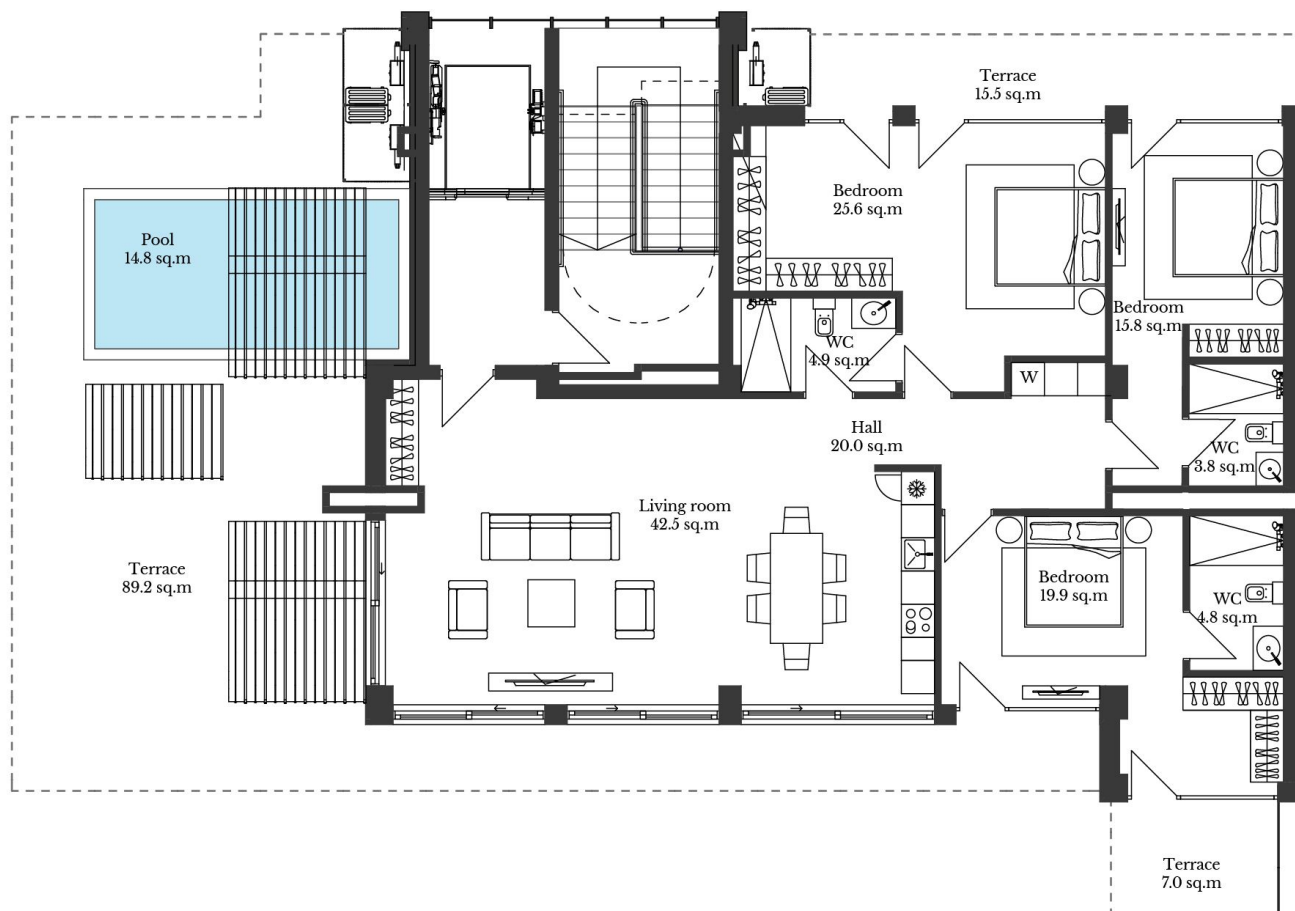 Terrace
15.5 sq.m
Bedroom
25.6 sq.m
Pool
14.8 sq.m
Bedroom
15.8 sq.m
WC
4.9 sq.m
W
Hall
20.0 sq.m
WC
3.8 sq.m
Living room
42.5 sq.m
Terrace
89.2 sq.m
Bedroom
19.9 sq.m
WC
4.8 sq.m
Terrace
7.0 sq.m